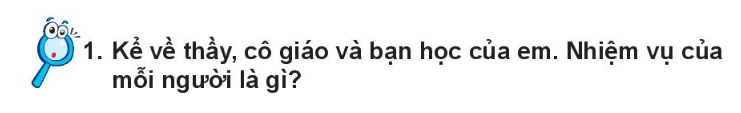 1. Kể về thầy, cô giáo và bạn học của em. Nhiệm vụ của
mỗi người là gì?